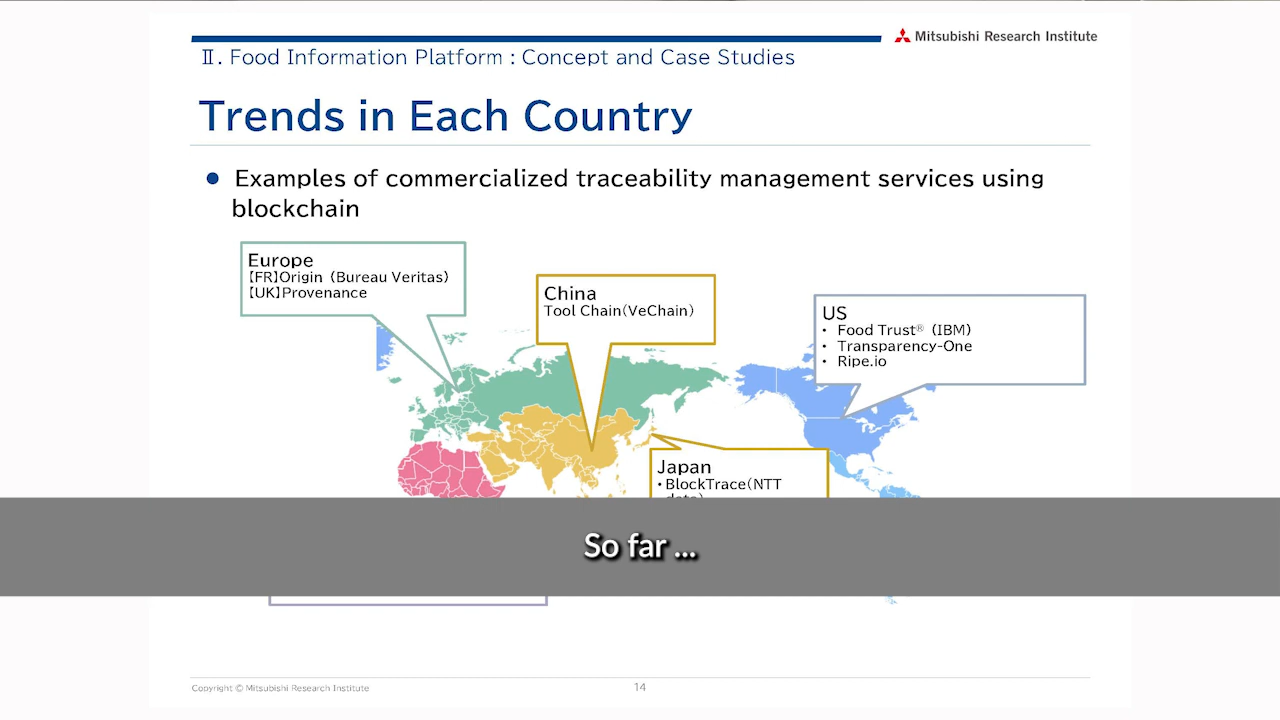 Mitsubishi Research Institute
Ⅱ. Food Information Platform : Concept and Case Studies
Trends in Each Country
● Examples of commercialized traceability management services using
blockchain
Europe
【FR】Origin (Bureau Veritas)
【UK】Provenance
China
Tool Chain(VeChain)
US
・ Food Trust® (IBM)
・ Transparency-One
・ Ripe.io
Japan
・BlockTrace(NTT
data)
So far ...
Copyright © Mitsubishi Research Institute
14